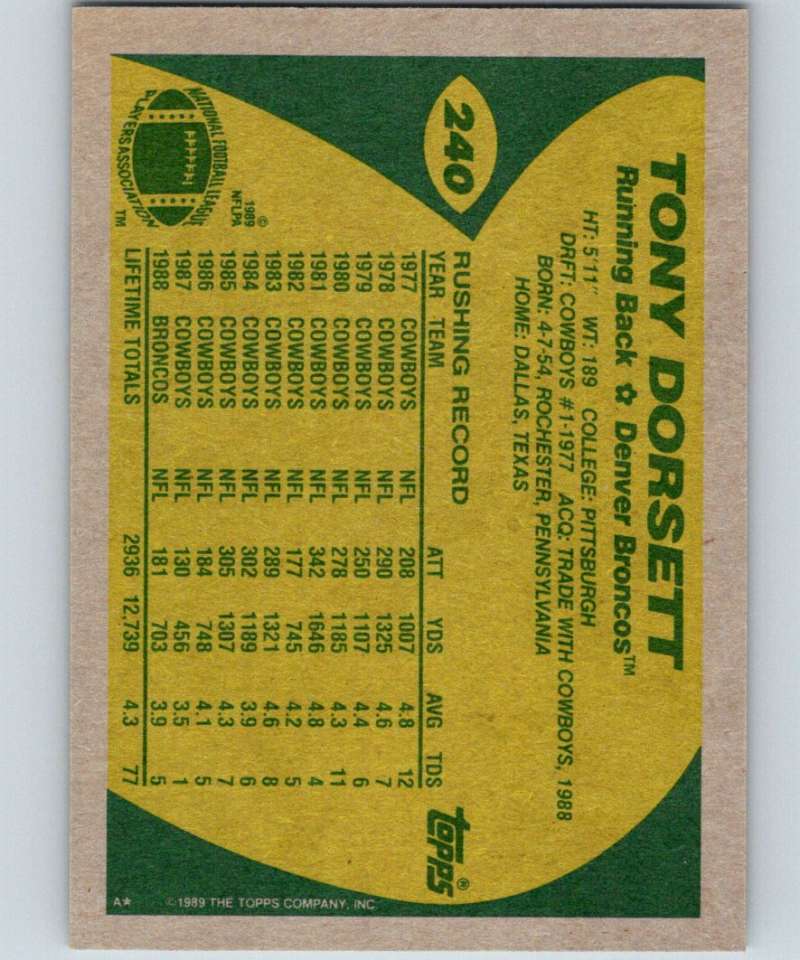 240
TONY DORSETT
Running Back ✿ Denver Broncos™
HT: 5'11" WT: 189 COLLEGE: PITTSBURGH
DRFT: COWBOYS #1-1977 ACQ: TRADE WITH COWBOYS, 1988
BORN: 4-7-54, ROCHESTER, PENNSYLVANIA
HOME: DALLAS, TEXAS
topps®
RUSHING RECORD
YEAR TEAM ATT YDS AVG TDS
1977 COWBOYS NFL 208 1007 4.8 12
1978 COWBOYS NFL 290 1325 4.6 7
1979 COWBOYS NFL 250 1107 4.4 6
1980 COWBOYS NFL 278 1185 4.3 11
1981 COWBOYS NFL 342 1646 4.8 4
1982 COWBOYS NFL 177 745 4.2 5
1983 COWBOYS NFL 289 1321 4.6 8
1984 COWBOYS NFL 302 1189 3.9 6
1985 COWBOYS NFL 305 1307 4.3 7
1986 COWBOYS NFL 184 748 4.1 5
1987 COWBOYS NFL 130 456 3.5 1
1988 BRONCOS NFL 181 703 3.9 5
LIFETIME TOTALS 2936 12,739 4.3 77
©
1989
NFLPA
NATIONAL FOOTBALL LEAGUE
PLAYERS ASSOCIATION
™
A* ©1989 THE TOPPS COMPANY, INC.